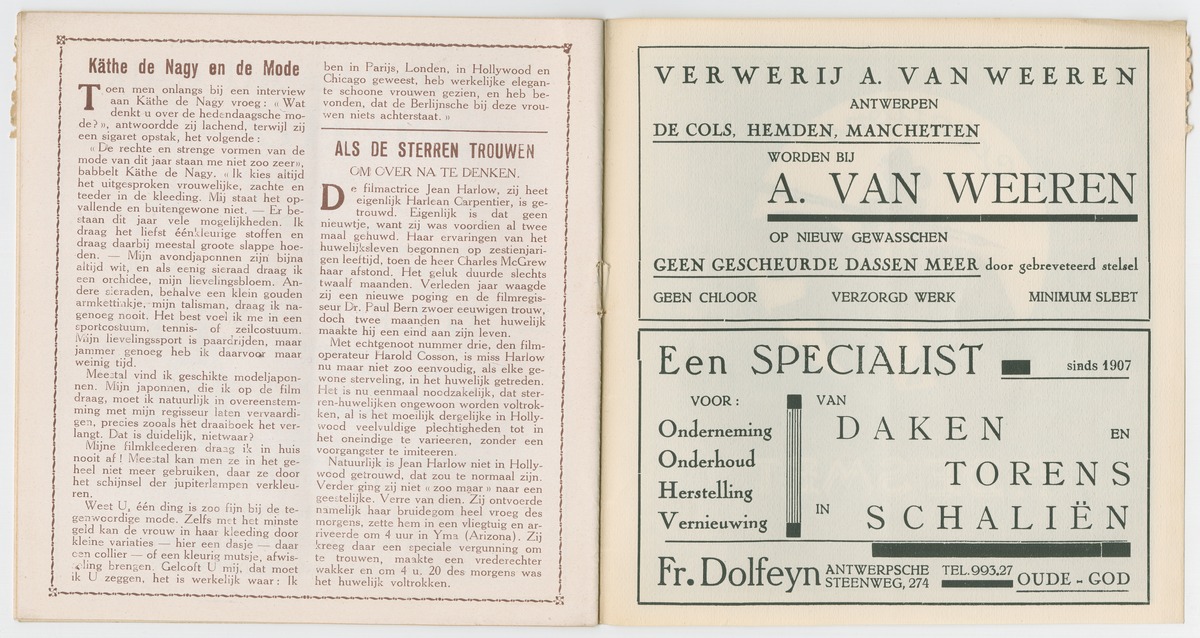 Käthe de Nagy en de Mode
Toen men onlangs bij een interview
aan Käthe de Nagy vroeg : « Wat
denkt u over de hedendaagsche mo-
de? », antwoordde zij lachend, terwijl zij
een sigaret opstak, het volgende :
« De rechte en strenge vormen van de
mode van dit jaar staan me niet zoo zeer»,
babbelt Käthe de Nagy. « Ik kies altijd
het uitgesproken vrouwelijke, zachte en
teeder in de kleeding. Mij staat het op-
vallende en buitengewone niet. — Er be-
staan dit jaar vele mogelijkheden. Ik
draag het liefst éénkleurige stoffen en
draag daarbij meestal groote slappe hoe-
den. — Mijn avondjaponnen zijn bijna
altijd wit, en als eenig sieraad draag ik
een orchidee, mijn lievelingsbloem. An-
dere sieraden, behalve een klein gouden
armkettinkje, mijn talisman, draag ik na-
genoeg nooit. Het best voel ik me in een
sportcostuum, tennis- of zeilcostuum.
Mijn lievelingssport is paardrijden, maar
jammer genoeg heb ik daarvoor maar
weinig tijd.
Meestal vind ik geschikte modeljapon-
nen. Mijn japonnen, die ik op de film
draag, moet ik natuurlijk in overeenstem-
ming met mijn regisseur laten vervaardi-
gen, precies zooals het draaiboek het ver-
langt. Dat is duidelijk, nietwaar?
Mijne filmkleederen draag ik in huis
nooit af ! Meestal kan men ze in het ge-
heel niet meer gebruiken, daar ze door
het schijnsel der jupiterlampen verkleu-
ren.
Weet U, één ding is zoo fijn bij de te-
genwoordige mode. Zelfs met het minste
geld kan de vrouw in haar kleeding door
kleine variaties — hier een dasje — daar
een collier — of een kleurig mutsje, afwis-
seling brengen. Geloft U mij, dat moet
ik U zeggen, het is werkelijk waar : Ik
ben in Parijs, Londen, in Hollywood en
Chicago geweest, heb werkelijke elegan-
te schoone vrouwen gezien, en heb be-
vonden, dat de Berlijnsche bij deze vrou-
wen niets achterstaat. »
ALS DE STERREN TROUWEN
OM OVER NA TE DENKEN.
De filmactrice Jean Harlow, zij heet
eigenlijk Harlean Carpentier, is ge-
trouwd. Eigenlijk is dat geen
nieuwtje, want zij was voordien al twee
maal gehuwd. Haar ervaringen van het
huwelijksleven begonnen op zestienjari-
gen leeftijd, toen de heer Charles McGrew
haar afstond. Het geluk duurde slechts
twaalf maanden. Verleden jaar waagde
zij een nieuwe poging en de filmregis-
seur Dr. Paul Bern zwoer eeuwigen trouw,
doch twee maanden na het huwelijk
maakte hij een eind aan zijn leven.
Met echtgenoot nummer drie, den film-
operateur Harold Cosson, is miss Harlow
nu maar niet zoo eenvoudig, als elke ge-
wone sterveling, in het huwelijk getreden.
Het is nu eenmaal noodzakelijk, dat ster-
ren-huwelijken ongewoon worden voltrok-
ken, al is het moeilijk dergelijke in Holly-
wood veelvuldige plechtigheden tot in
het oneindige te varieeren, zonder een
voorgangster te imiteeren.
Natuurlijk is Jean Harlow niet in Holly-
wood getrouwd, dat zou te normaal zijn.
Verder ging zij niet « zoo maar » naar een
geestelijke. Verre van dien. Zij ontvoerde
namelijk haar bruidegom heel vroeg des
morgens, zette hem in een vliegtuig en ar-
riveerde om 4 uur in Yma (Arizona). Zij
kreeg daar een speciale vergunning om
te trouwen, maakte een vrederechter
wakker en om 4 u. 20 des morgens was
het huwelijk voltrokken.
VERWERIJ A. VAN WEEREN
ANTWERPEN
DE COLS, HEMDEN, MANCHETTEN
WORDEN BIJ
A. VAN WEEREN
OP NIEUW GEWASSCHEN
GEEN GESCHEURDE DASSEN MEER door gebreveteerd stelsel
GEEN CHLOOR VERZORGD WERK MINIMUM SLEET
Een SPECIALIST sinds 1907
VOOR : VAN
Onderneming DAKEN EN
Onderhoud TORENS
Herstelling
Vernieuwing IN SCHALIËN
Fr. Dolfeyn ANTWERPSCHE STEENWEG, 274 TEL. 993,27 OUDE - GOD